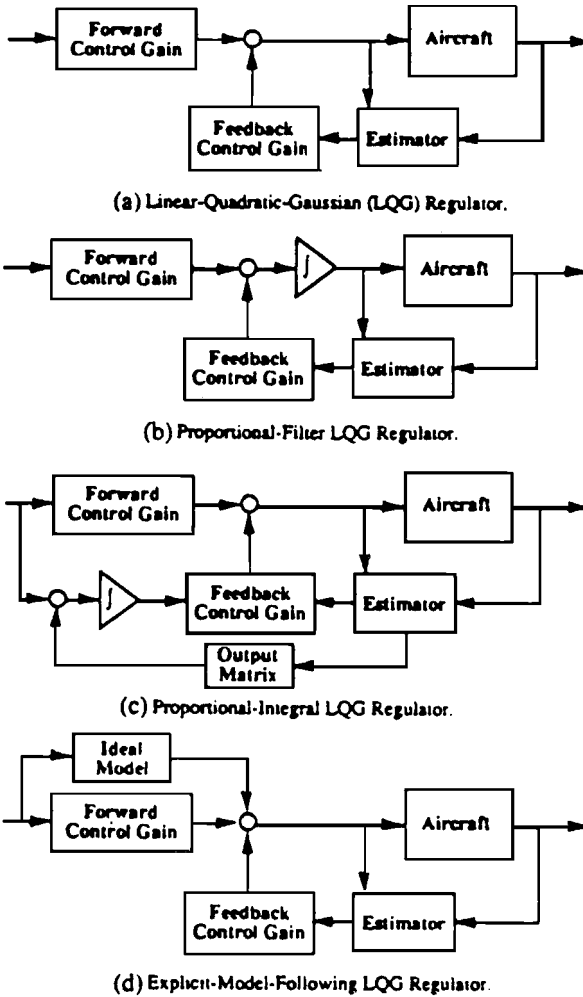 Forward
Control Gain
Aircraft
Feedback
Control Gain
Estimator
(a) Linear-Quadratic-Gaussian (LQG) Regulator.
Forward
Control Gain
∫
Aircraft
Feedback
Control Gain
Estimator
(b) Proportional-Filter LQG Regulator.
Forward
Control Gain
Aircraft
∫
Feedback
Control Gain
Estimator
Output
Matrix
(c) Proportional-Integral LQG Regulator.
Ideal
Model
Forward
Control Gain
Aircraft
Feedback
Control Gain
Estimator
(d) Explicit-Model-Following LQG Regulator.